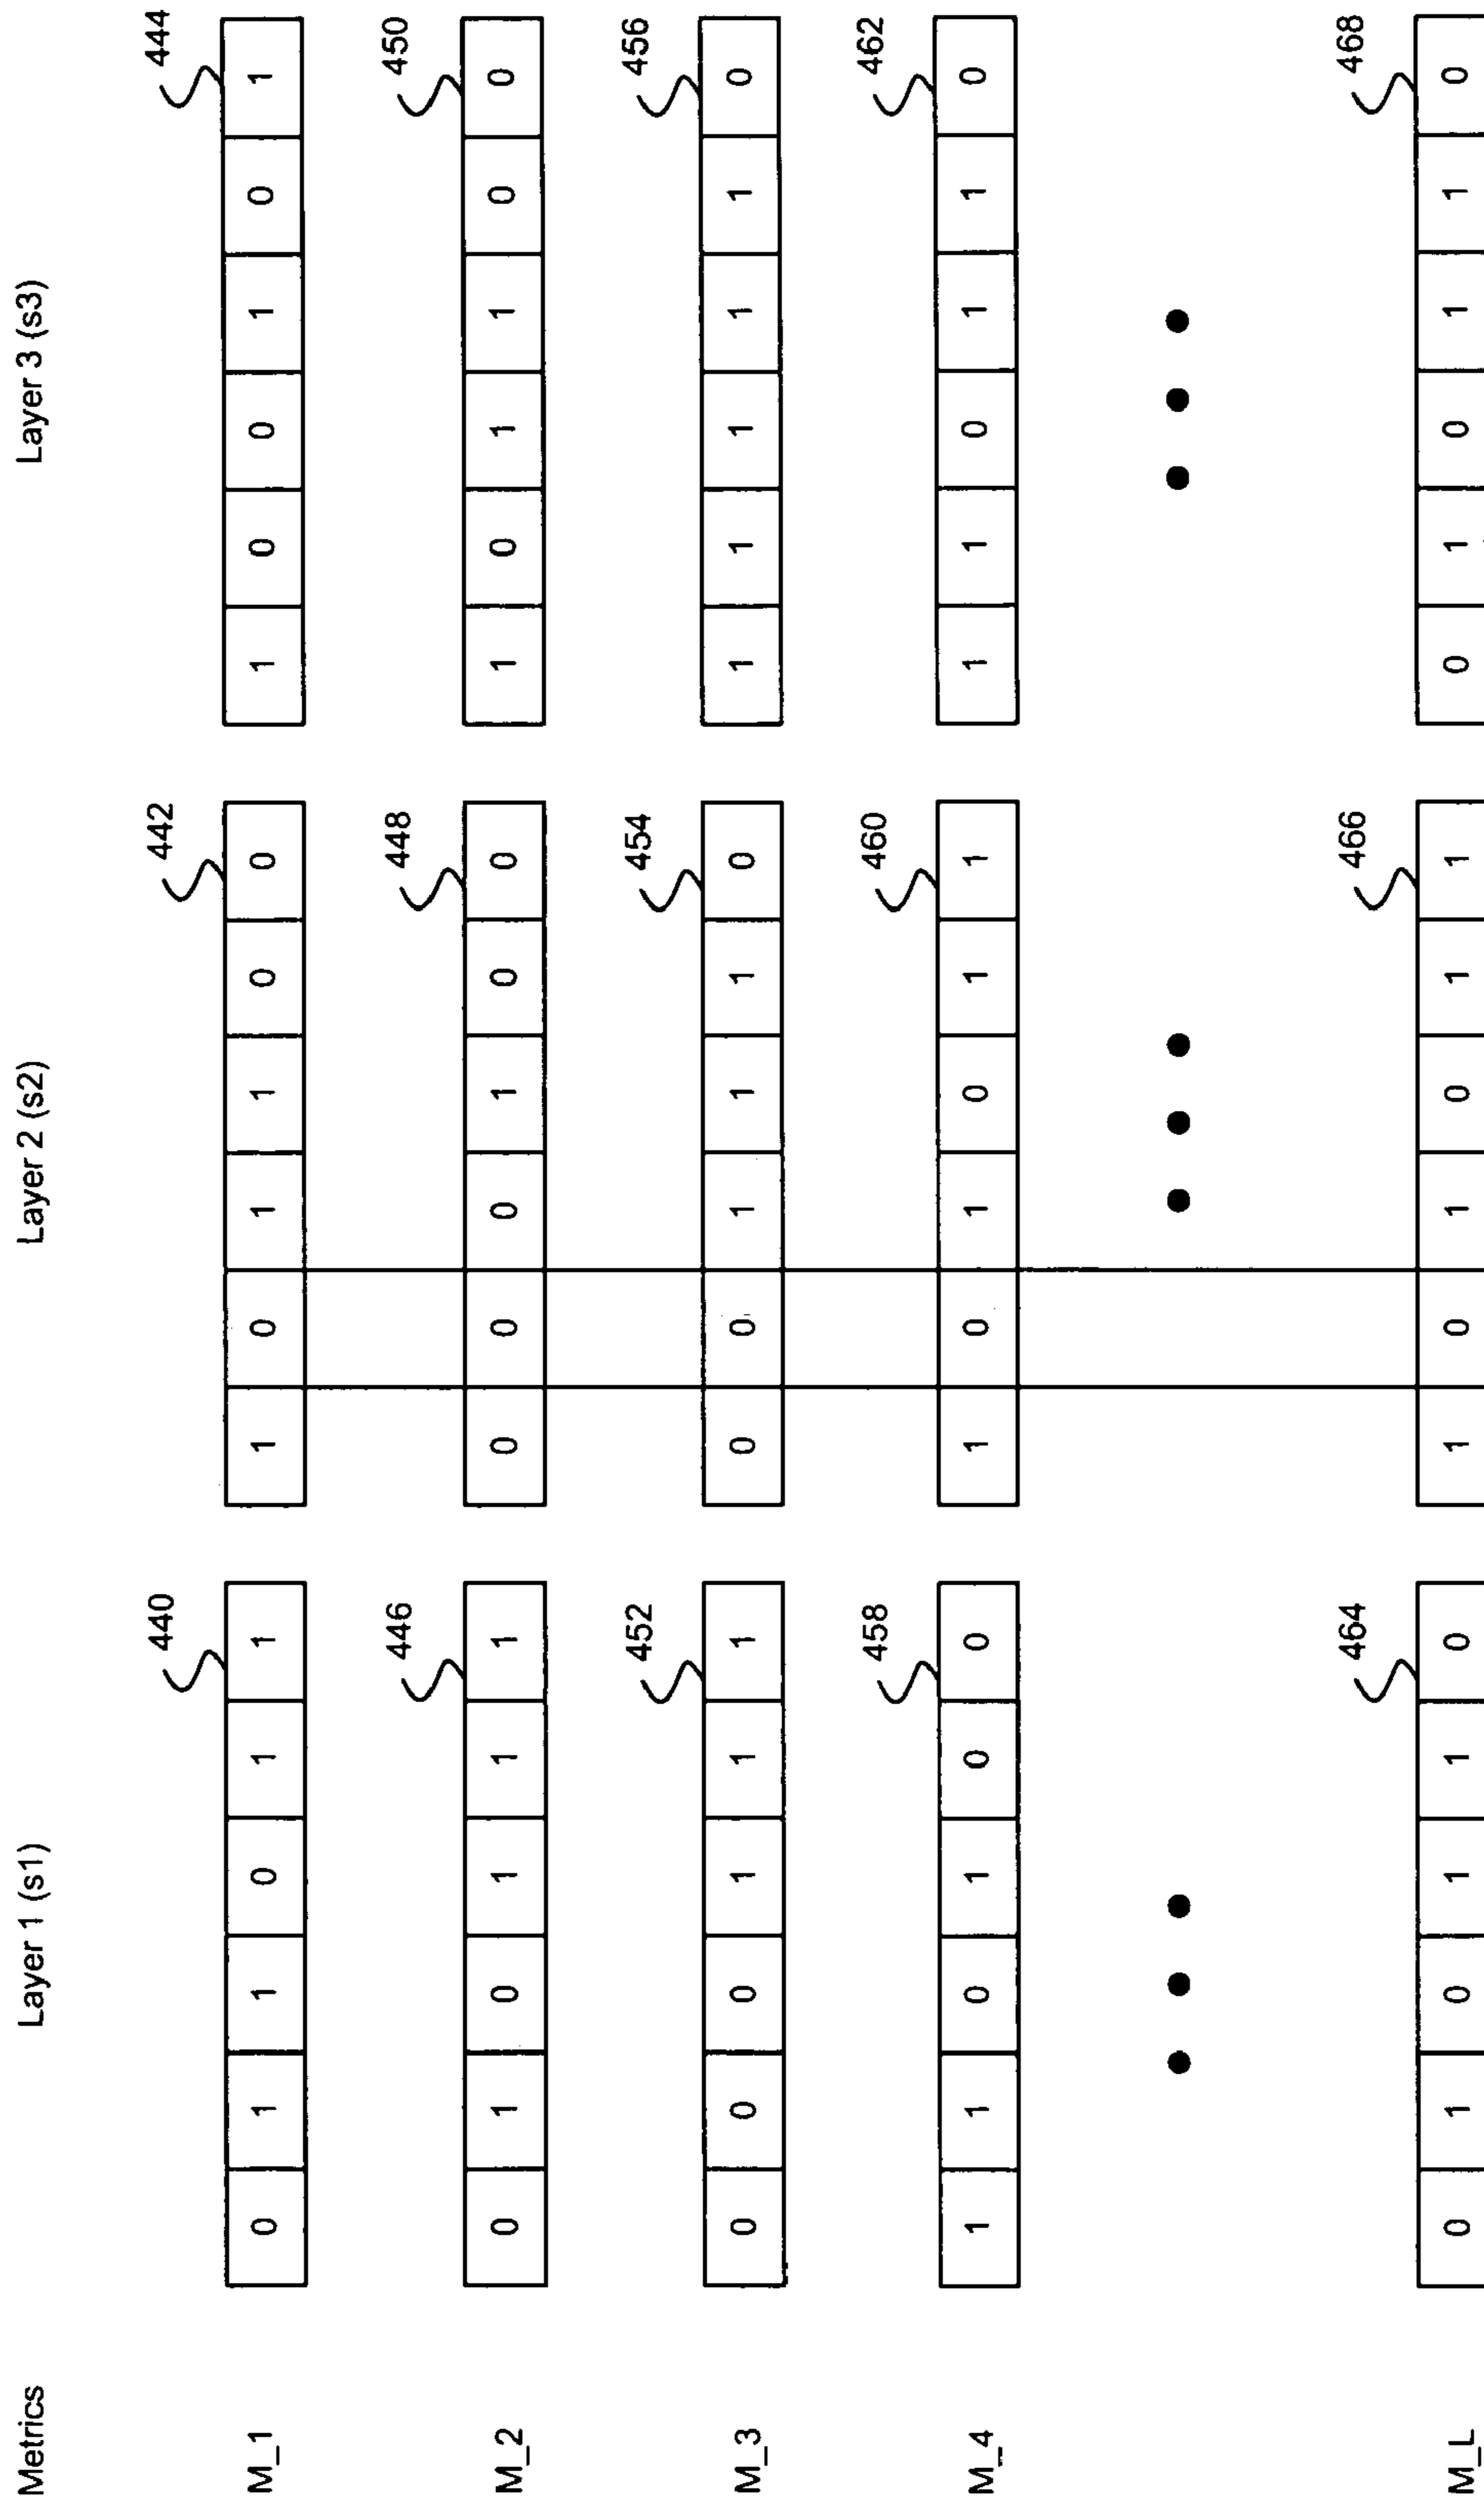 Metrics Layer 1 (s1) Layer 2 (s2) Layer 3 (s3)
440 442 444
M_1 0 1 1 0 1 1 1 0 1 1 0 0 1 0 0 1 0 1
446 448 450
M_2 0 1 0 1 1 1 0 0 0 1 0 0 1 0 1 1 0 0
452 454 456
M_3 0 0 0 1 1 1 0 0 1 1 1 0 1 1 1 1 1 0
458 460 462
M_4 1 1 0 1 0 0 1 0 1 0 1 1 1 1 0 1 1 0
464 466 468
M_L 0 1 0 1 1 0 1 0 1 0 1 1 0 1 0 1 1 0